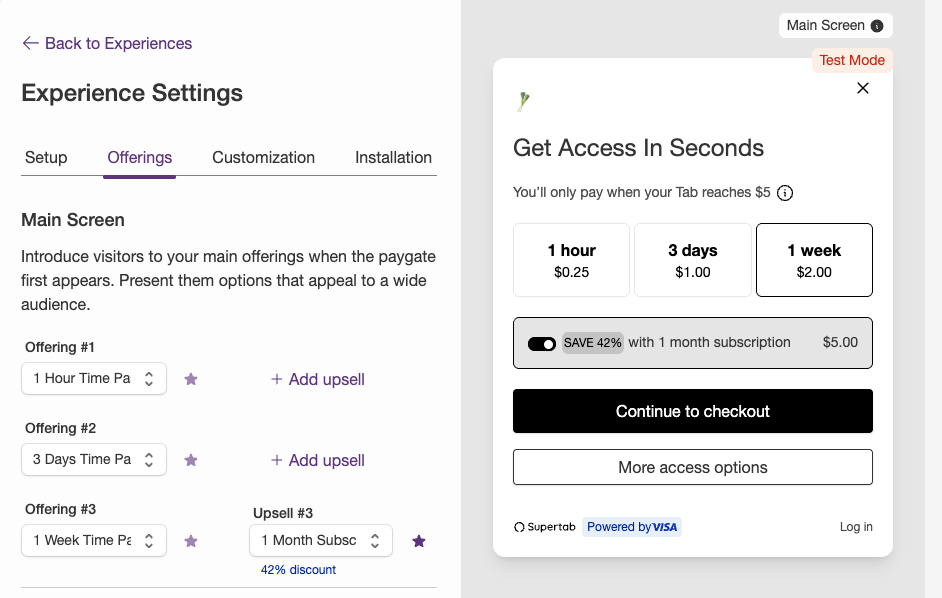 Back to Experiences
Experience Settings
Setup Offerings Customization Installation
Main Screen
Introduce visitors to your main offerings when the paygate
first appears. Present them options that appeal to a wide
audience.
Offering #1
1 Hour Time Pa
+ Add upsell
Offering #2
3 Days Time Pa
+ Add upsell
Offering #3
1 Week Time Pa
Upsell #3
1 Month Subsc
42% discount
Main Screen
Test Mode
Get Access In Seconds
You’ll only pay when your Tab reaches $5
1 hour
$0.25
3 days
$1.00
1 week
$2.00
SAVE 42% with 1 month subscription $5.00
Continue to checkout
More access options
Supertab Powered by VISA Log in